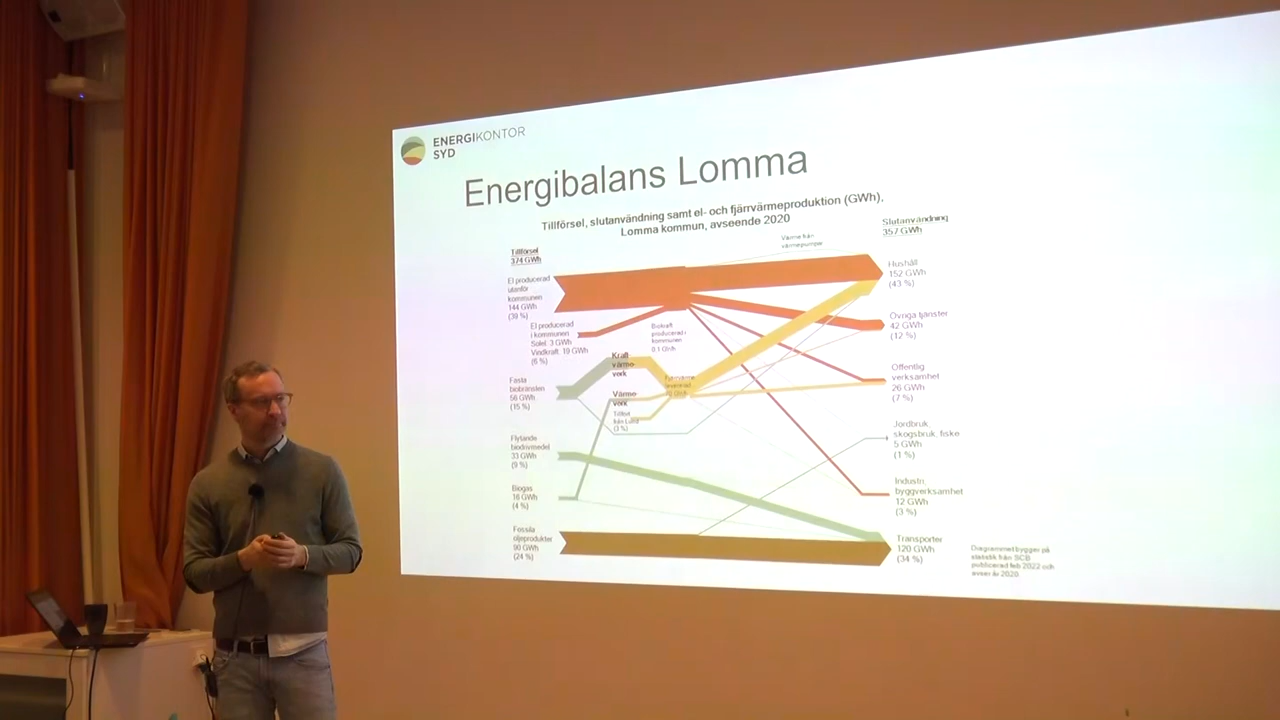 ENERGIKONTOR
SYD
Energibalans Lomma
Tillförsel, slutanvändning samt el- och fjärrvärmeproduktion (GWh),
Lomma kommun, avseende 2020
Tillförsel
374 GWh
Slutanvändning
357 GWh
Värme från
värmepumpar
El producerad
utanför
kommunen
144 GWh
(39 %)
El producerad
i kommunen
Solel: 3 GWh
Vindkraft: 19 GWh
(6 %)
Biokraft
producerad i
kommunen
0,1 GWh
Kraft
värme-
verk
Värme-
verk
Tillförd
från Lund
(3 %)
Fasta
biobränslen
56 GWh
(15 %)
Flytande
biodrivmedel
33 GWh
(9 %)
Biogas
16 GWh
(4 %)
Fossila
oljeprodukter
90 GWh
(24 %)
Hushåll
152 GWh
(43 %)
Övriga tjänster
42 GWh
(12 %)
Offentlig
verksamhet
26 GWh
(7 %)
Jordbruk,
skogsbruk, fiske
5 GWh
(1 %)
Industri,
byggverksamhet
12 GWh
(3 %)
Transporter
120 GWh
(34 %)
Diagrammet bygger på
statistik från SCB
publicerad feb 2022 och
avser år 2020